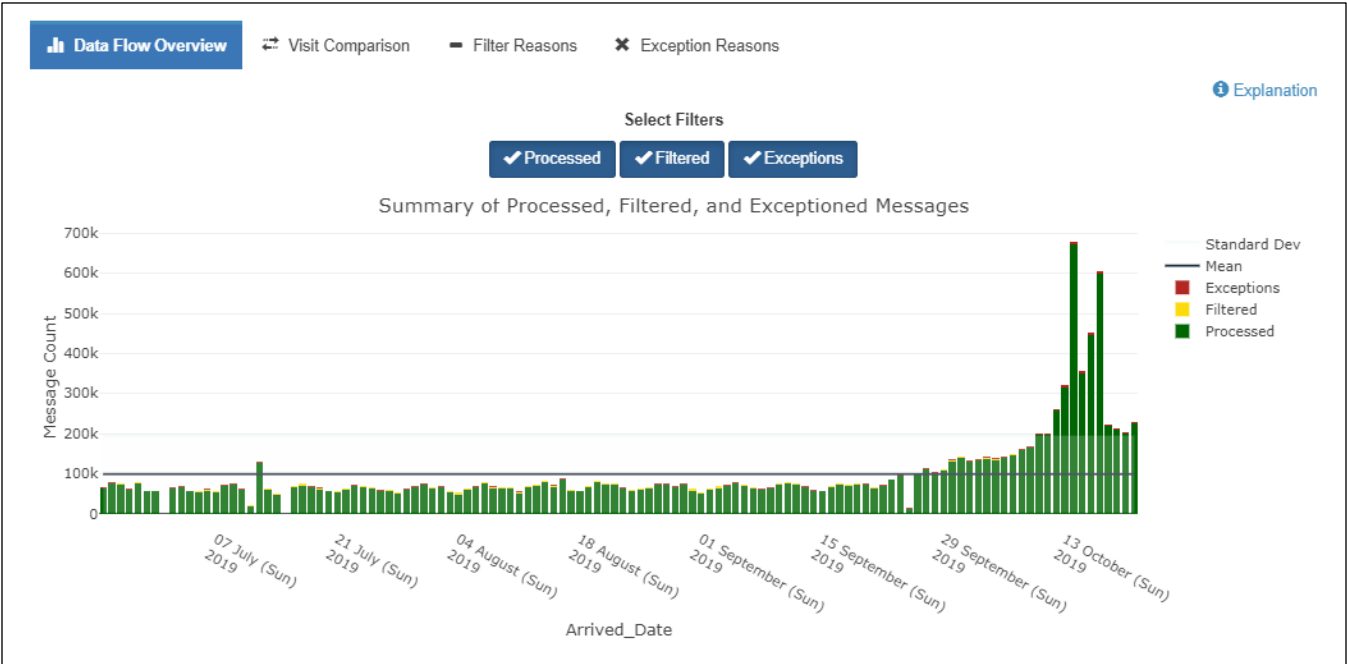 Data Flow Overview Visit Comparison Filter Reasons Exception Reasons
Explanation
Select Filters
Processed Filtered Exceptions
Summary of Processed, Filtered, and Exceptioned Messages
700k
600k
500k
400k
300k
200k
100k
0
Message Count
Standard Dev
Mean
Exceptions
Filtered
Processed
07 July (Sun)
2019
21 July (Sun)
2019
04 August (Sun)
2019
18 August (Sun)
2019
01 September (Sun)
2019
15 September (Sun)
2019
29 September (Sun)
2019
13 October (Sun)
2019
Arrived_Date